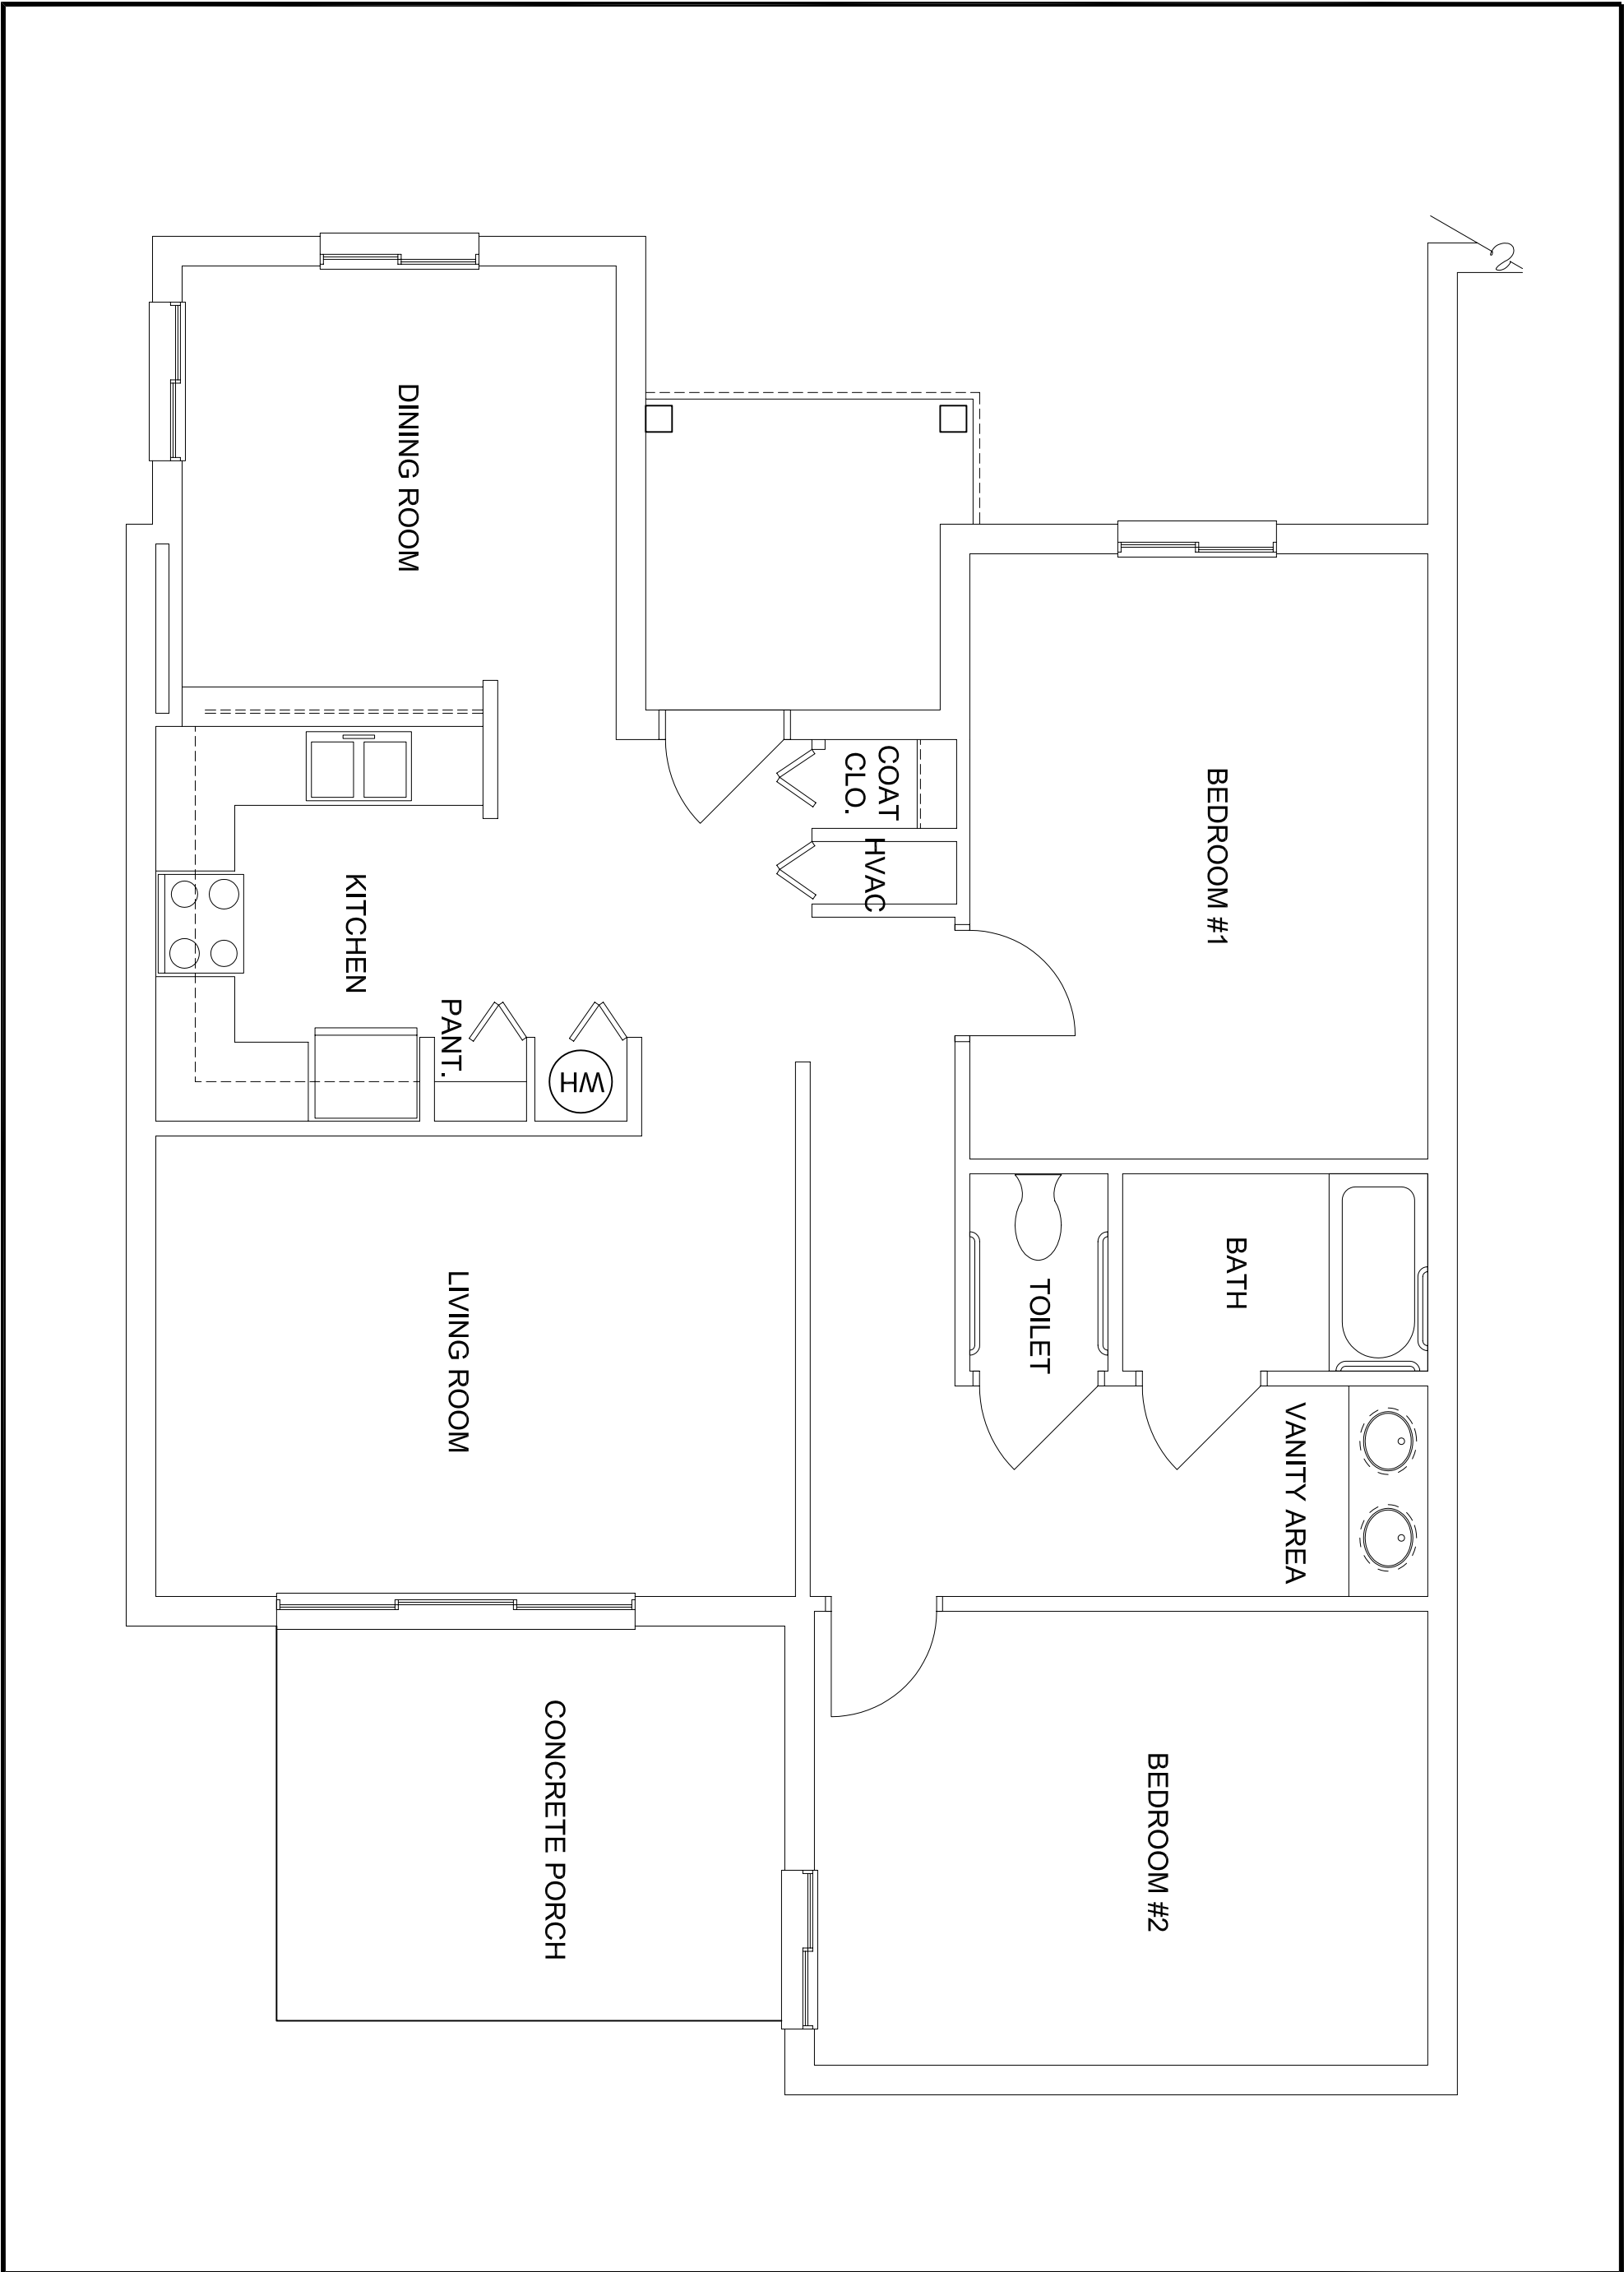 DINING ROOM
KITCHEN
PANT.
WH
LIVING ROOM
CONCRETE PORCH
COAT
CLO.
HVAC
BEDROOM #1
TOILET
BATH
VANITY AREA
BEDROOM #2